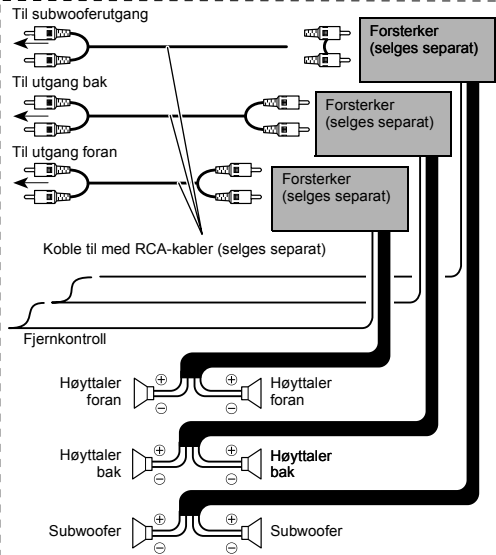 Til subwooferutgang
Forsterker
(selges separat)
Til utgang bak
Forsterker
(selges separat)
Til utgang foran
Forsterker
(selges separat)
Koble til med RCA-kabler (selges separat)
Fjernkontroll
Høyttaler
foran
⊕
⊖
⊕
⊖
Høyttaler
foran
Høyttaler
bak
⊕
⊖
⊕
⊖
Høyttaler
bak
Subwoofer
⊕
⊖
⊕
⊖
Subwoofer